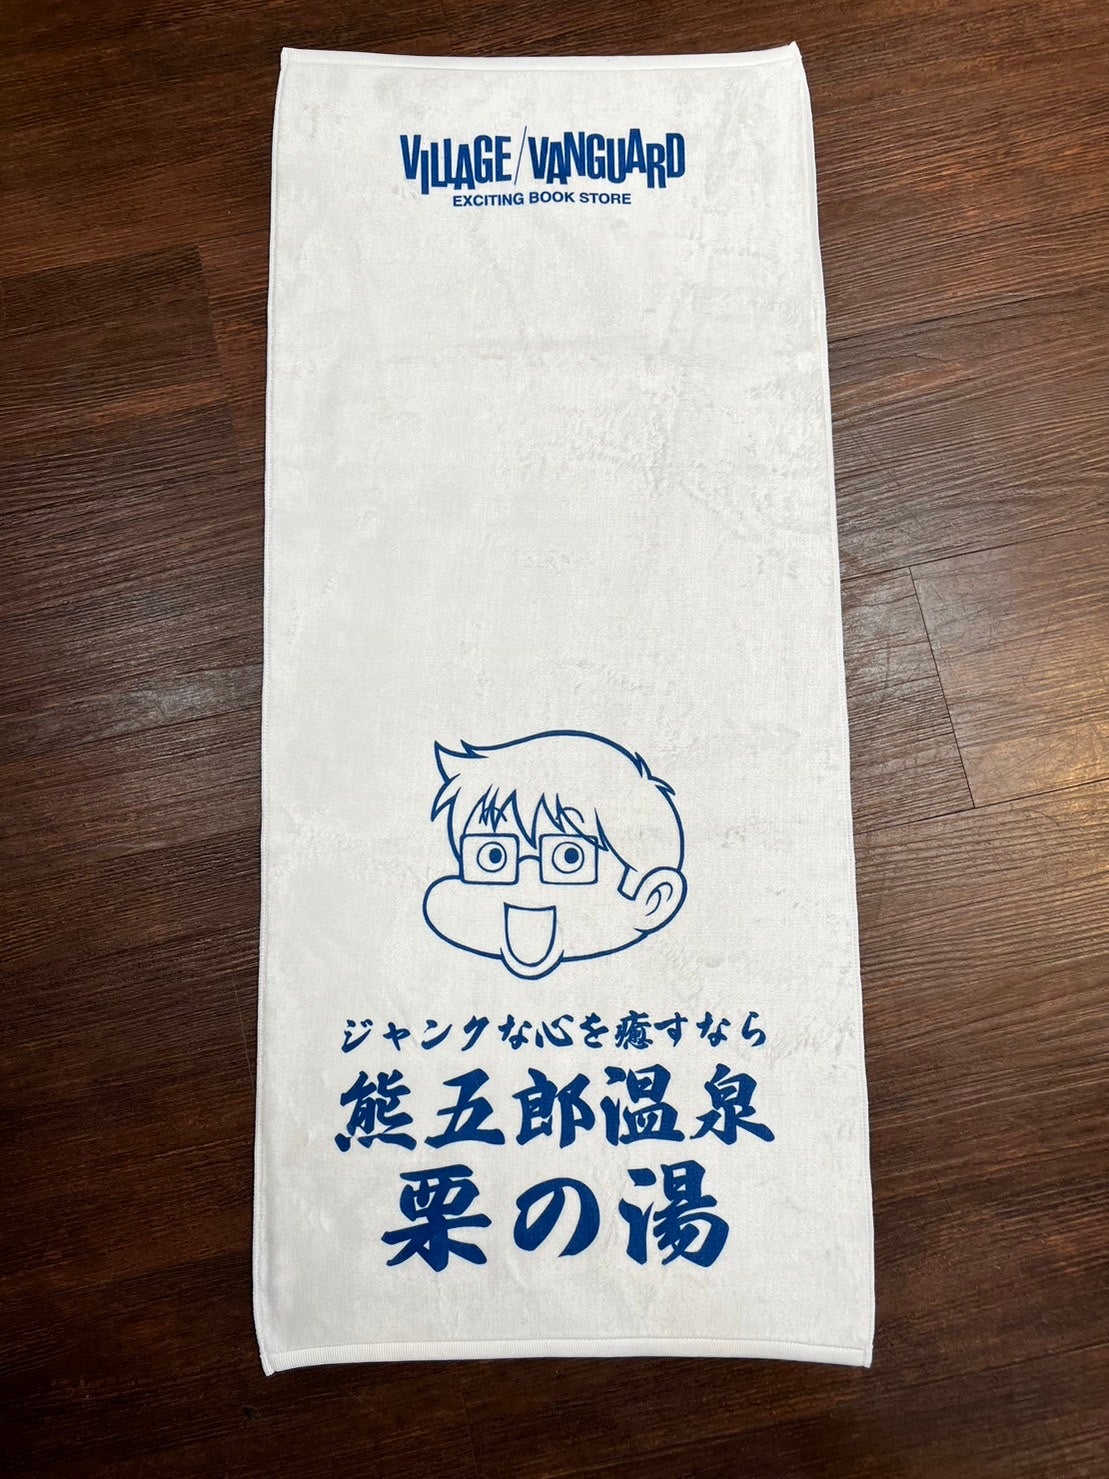 VILLAGE/VANGUARD
EXCITING BOOK STORE
ジャンクな心を癒すなら
熊五郎温泉
栗の湯